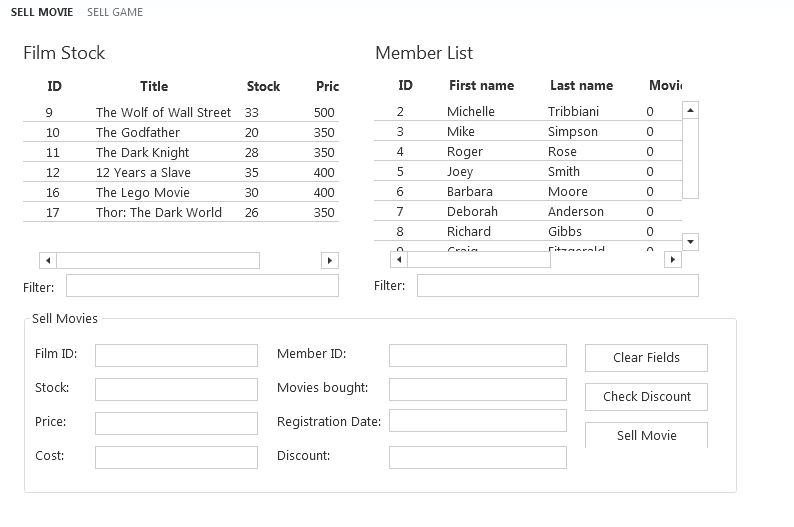 SELL MOVIE SELL GAME
Film Stock
ID Title Stock Pric
9 The Wolf of Wall Street 33 500
10 The Godfather 20 350
11 The Dark Knight 28 350
12 12 Years a Slave 35 400
16 The Lego Movie 30 400
17 Thor: The Dark World 26 350
Filter:
Member List
ID First name Last name Movie
2 Michelle Tribbiani 0
3 Mike Simpson 0
4 Roger Rose 0
5 Joey Smith 0
6 Barbara Moore 0
7 Deborah Anderson 0
8 Richard Gibbs 0
9 Craig Fitzgerald 0
Filter:
Sell Movies
Film ID:
Stock:
Price:
Cost:
Member ID:
Movies bought:
Registration Date:
Discount:
Clear Fields
Check Discount
Sell Movie